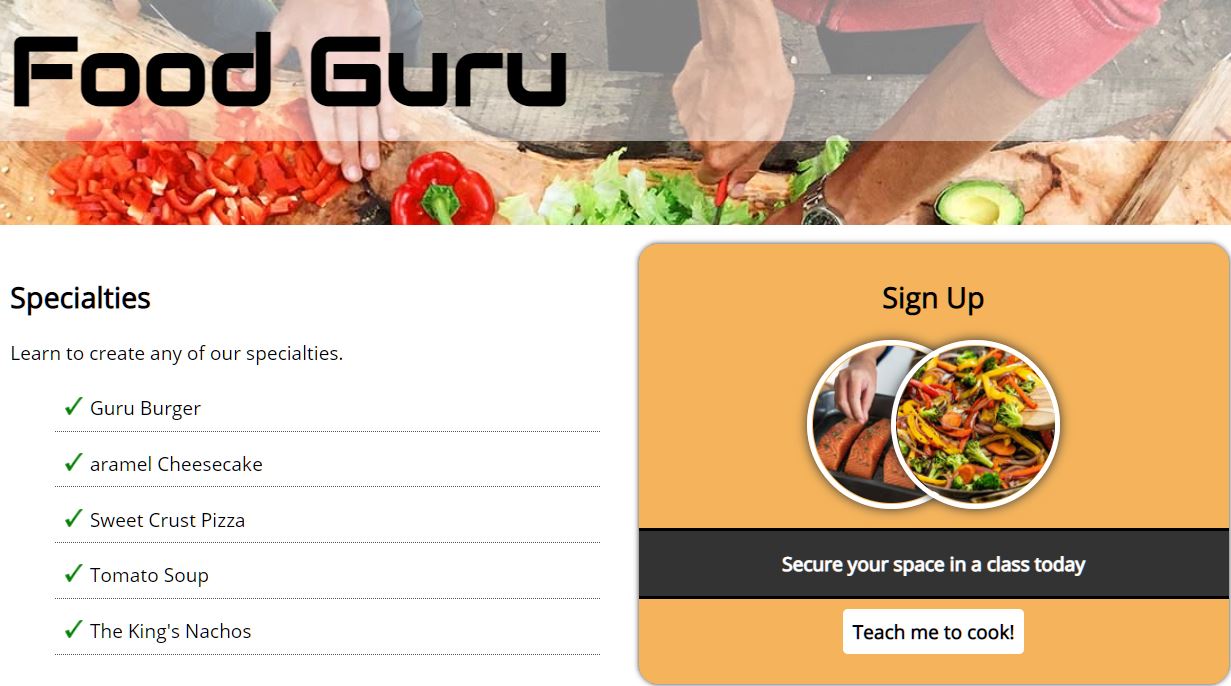 Food Guru
Specialties
Learn to create any of our specialties.
✓ Guru Burger
✓ aramel Cheesecake
✓ Sweet Crust Pizza
✓ Tomato Soup
✓ The King's Nachos
Sign Up
Secure your space in a class today
Teach me to cook!